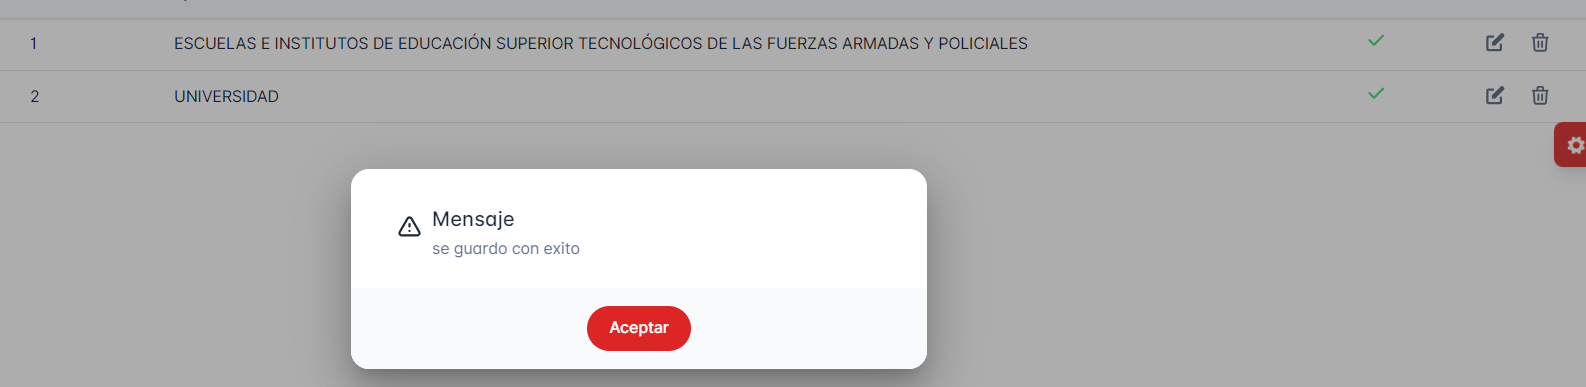 1 ESCUELAS E INSTITUTOS DE EDUCACIÓN SUPERIOR TECNOLÓGICOS DE LAS FUERZAS ARMADAS Y POLICIALES
2 UNIVERSIDAD
Mensaje
se guardo con exito
Aceptar